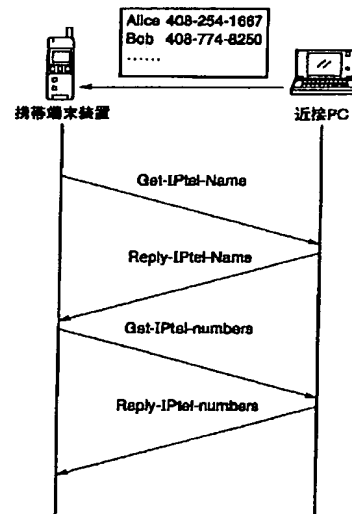 Alice 408-254-1667
Bob 408-774-8250
......
携帯端末装置
近接PC
Get-IPtel-Name
Reply-IPtel-Name
Get-IPtel-numbers
Reply-IPtel-numbers